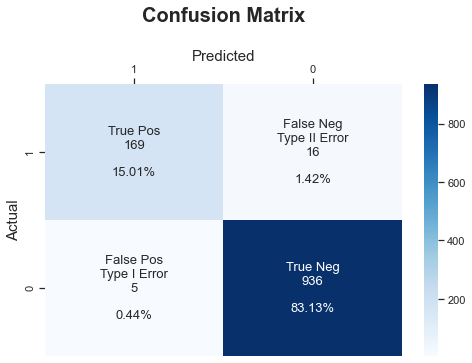 Confusion Matrix
Predicted
1 0
Actual
1
True Pos
169
15.01%
False Neg
Type II Error
16
1.42%
0
False Pos
Type I Error
5
0.44%
True Neg
936
83.13%
800
600
400
200